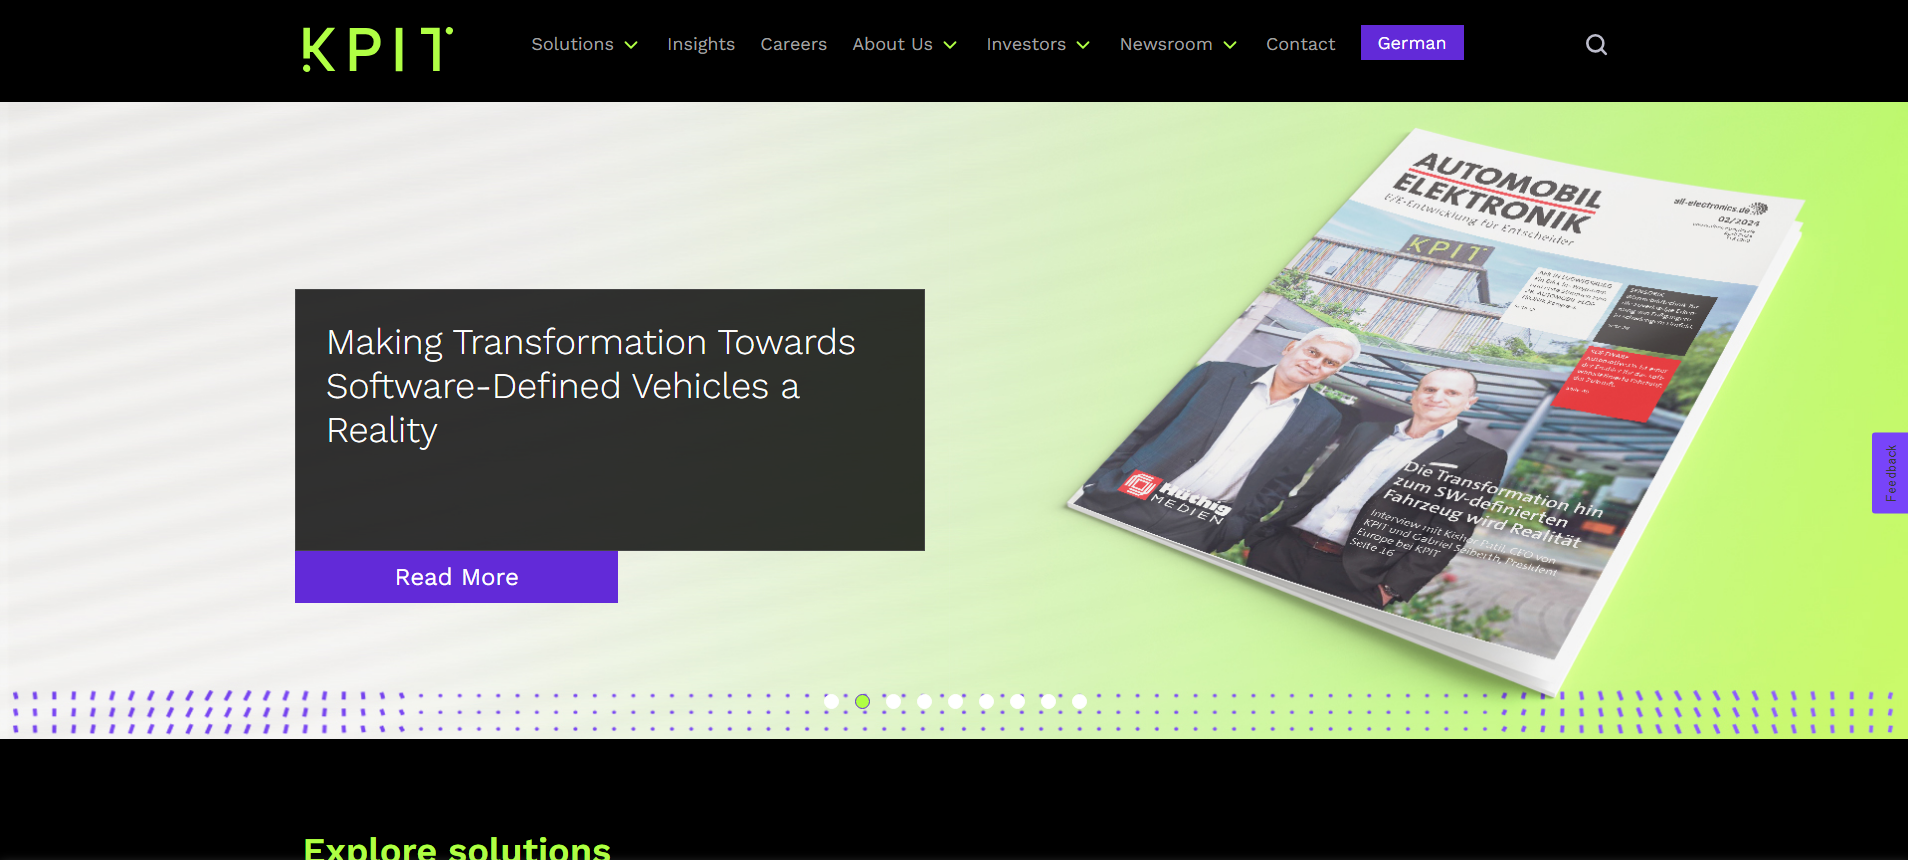 KPIT
Solutions
Insights
Careers
About Us
Investors
Newsroom
Contact
German
Making Transformation Towards
Software-Defined Vehicles a
Reality
Read More
AUTOMOBIL
ELEKTRONIK
E/E-Entwicklung für Entscheider
all-electronics.de
02/2024
KPIT
Die Transformation hin
zum SW-definierten
Fahrzeug wird Realität
Interview mit Kishor Patil, CEO von
KPIT und Gabriel Seiberth, President
Europe bei KPIT
Seite 16
Hüthig
MEDIEN
Feedback
Explore solutions